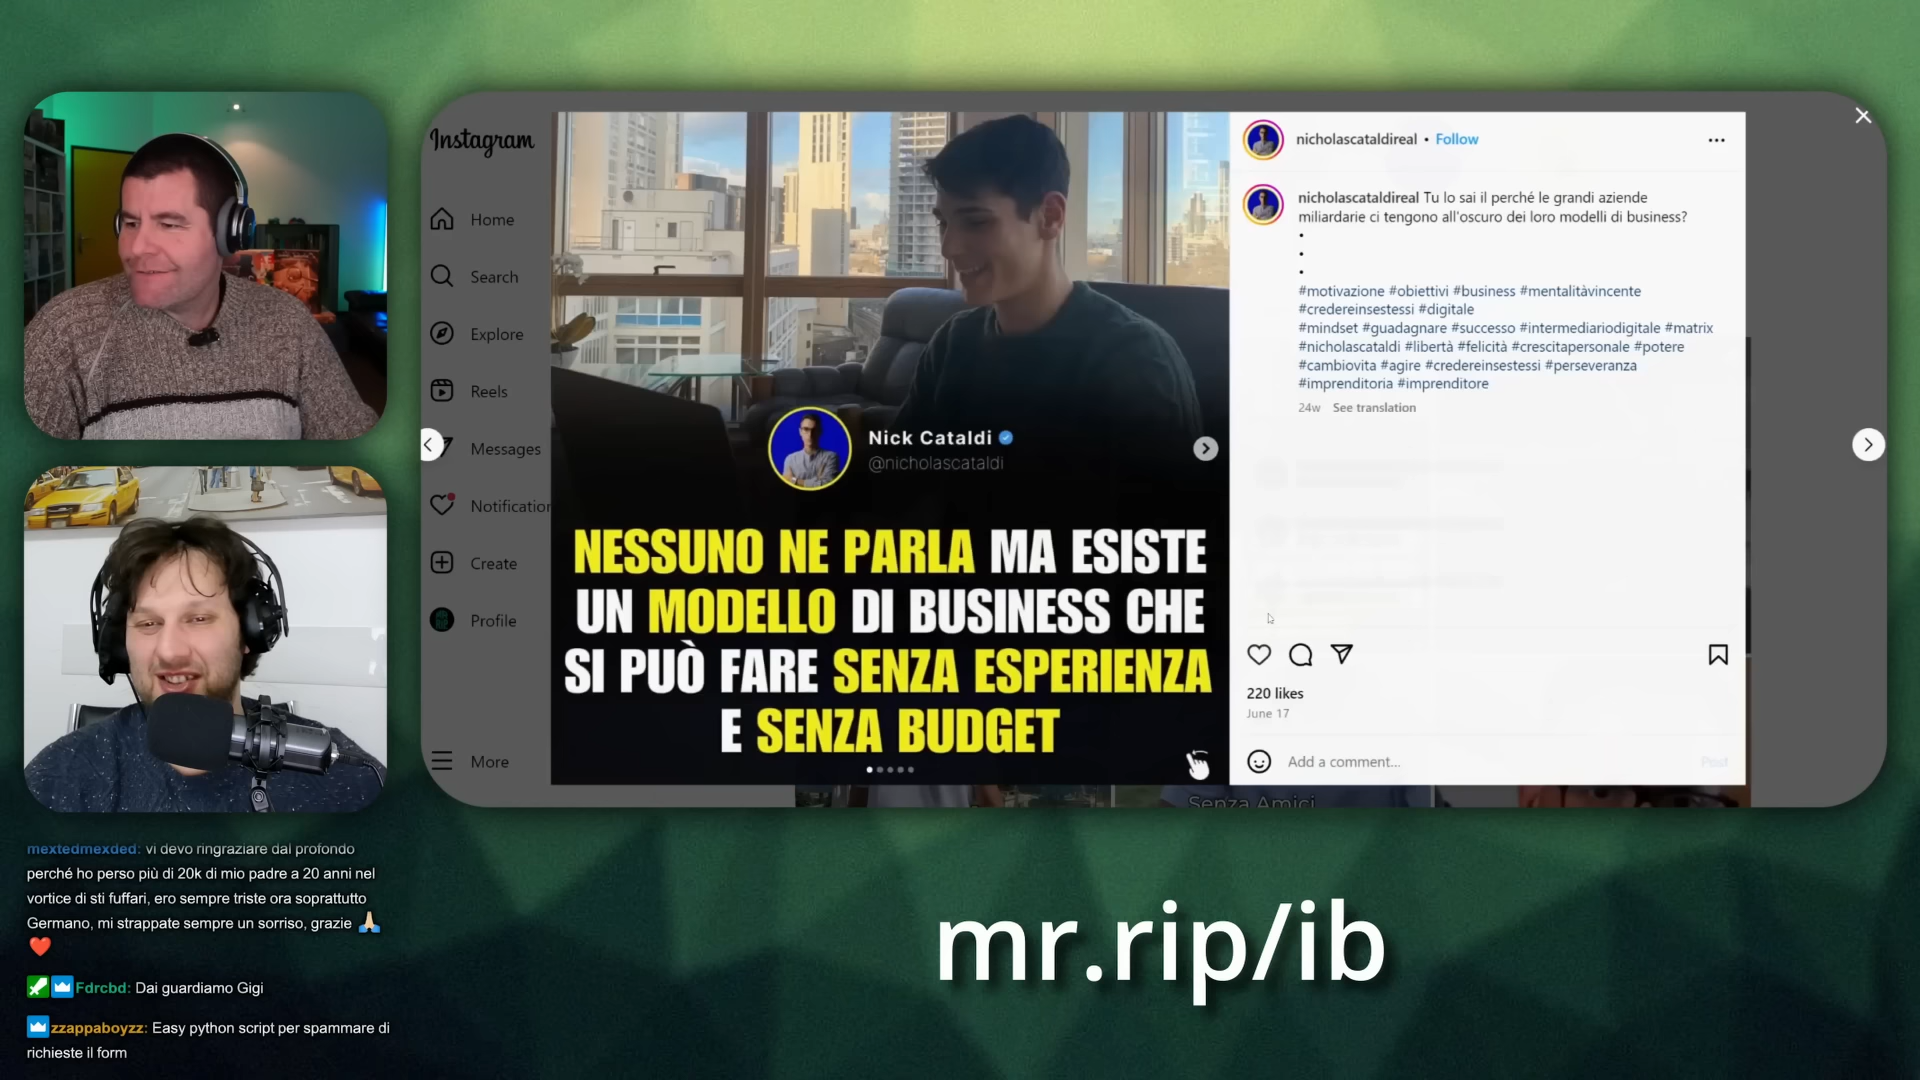 Instagram
Home
Search
Explore
Reels
Messages
Notification
Create
Profile
More
Nick Cataldi
@nicholascataldi
NESSUNO NE PARLA MA ESISTE
UN MODELLO DI BUSINESS CHE
SI PUÒ FARE SENZA ESPERIENZA
E SENZA BUDGET
nicholascataldireal • Follow
nicholascataldireal Tu lo sai il perché le grandi aziende
miliardarie ci tengono all'oscuro dei loro modelli di business?
•
•
•
#motivazione #obiettivi #business #mentalitàvincente
#credereinsestessi #digitale
#mindset #guadagnare #successo #intermediariodigitale #matrix
#nicholascataldi #libertà #felicità #crescitapersonale #potere
#cambiovita #agire #credereinsestessi #perseveranza
#imprenditoria #imprenditore
24w See translation
220 likes
June 17
Add a comment...
Post
Senza Amici
mextedmexded: vi devo ringraziare dal profondo
perché ho perso più di 20k di mio padre a 20 anni nel
vortice di sti fuffari, ero sempre triste ora soprattutto
Germano, mi strappate sempre un sorriso, grazie 🙏🏻
❤️
Fdrcbd: Dai guardiamo Gigi
zzappaboyzz: Easy python script per spammare di
richieste il form
mr.rip/ib